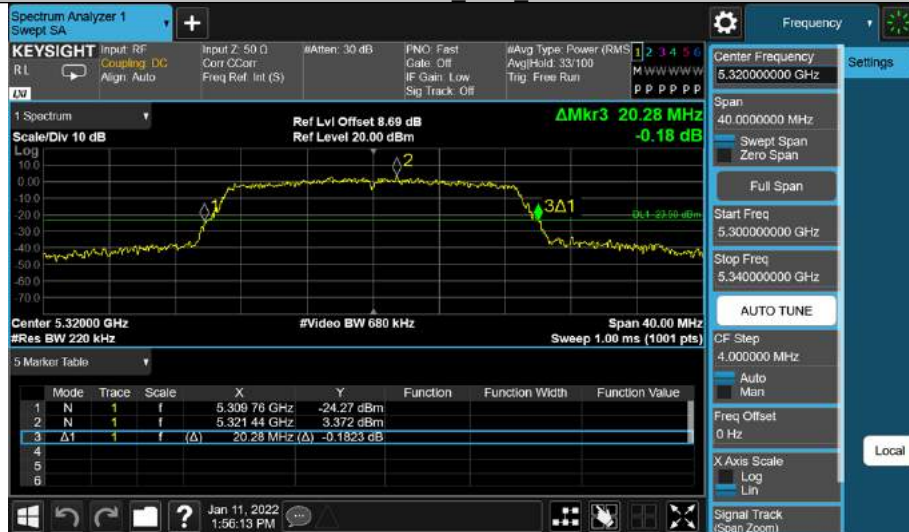 Spectrum Analyzer 1
Swept SA
Frequency
KEYSIGHT
RL
LXI
Input: RF
Coupling: DC
Align: Auto
Input Z: 50 Ω
Corr CCorr
Freq Ref: Int (S)
#Atten: 30 dB
PNO: Fast
Gate: Off
IF Gain: Low
Sig Track: Off
#Avg Type: Power (RMS
Avg|Hold: 33/100
Trig: Free Run
1 2 3 4 5 6
M W W W W W
P P P P P P
1 Spectrum
Scale/Div 10 dB
Ref Lvl Offset 8.69 dB
Ref Level 20.00 dBm
ΔMkr3 20.28 MHz
-0.18 dB
Log
10.0
0.00
-10.0
-20.0
-30.0
-40.0
-50.0
-60.0
-70.0
1
2
3Δ1
DL1 -23.50 dBm
Center 5.32000 GHz
#Res BW 220 kHz
#Video BW 680 kHz
Span 40.00 MHz
Sweep 1.00 ms (1001 pts)
5 Marker Table
Mode Trace Scale X Y Function Function Width Function Value
1 N 1 f 5.309 76 GHz -24.27 dBm
2 N 1 f 5.321 44 GHz 3.372 dBm
3 Δ1 1 f (Δ) 20.28 MHz (Δ) -0.1823 dB
4
5
6
Jan 11, 2022
1:56:13 PM
Center Frequency
5.320000000 GHz
Span
40.0000000 MHz
Swept Span
Zero Span
Full Span
Start Freq
5.300000000 GHz
Stop Freq
5.340000000 GHz
AUTO TUNE
CF Step
4.000000 MHz
Auto
Man
Freq Offset
0 Hz
X Axis Scale
Log
Lin
Signal Track
(Span Zoom)
Settings
Local